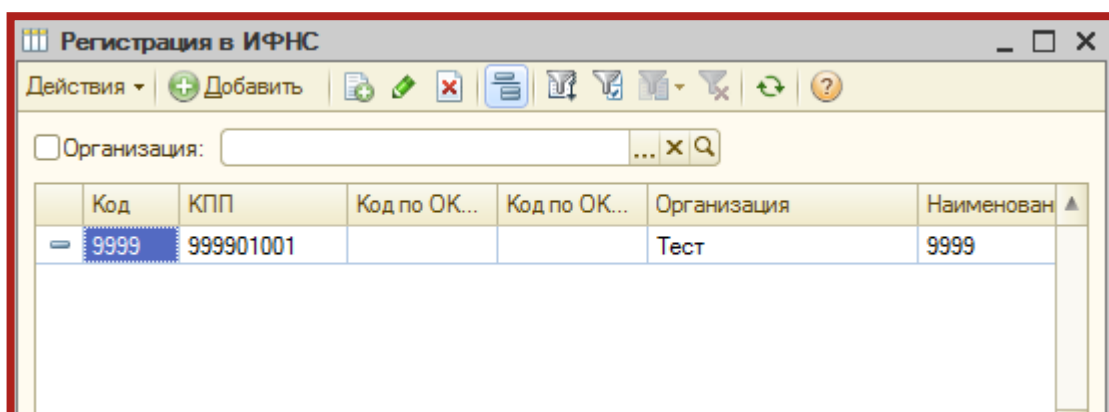 Регистрация в ИФНС
Действия Добавить
Организация:
Код КПП Код по ОК... Код по ОК... Организация Наименован
9999 999901001 Тест 9999